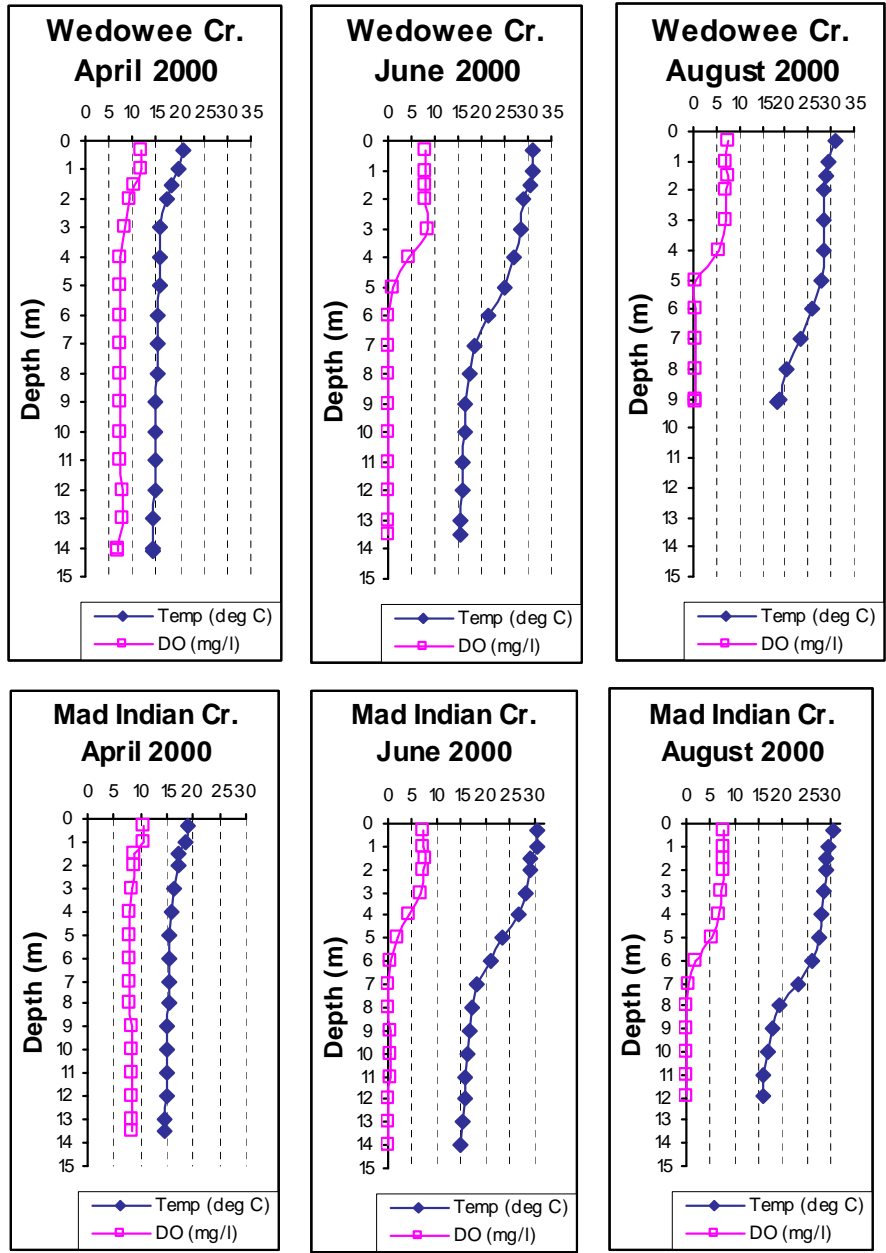 Wedowee Cr.
April 2000
0 5 10 15 20 25 30 35
0
1
2
3
4
5
6
7
8
9
10
11
12
13
14
15
Depth (m)
Temp (deg C)
DO (mg/l)
Wedowee Cr.
June 2000
0 5 10 15 20 25 30 35
0
1
2
3
4
5
6
7
8
9
10
11
12
13
14
15
Depth (m)
Temp (deg C)
DO (mg/l)
Wedowee Cr.
August 2000
0 5 10 15 20 25 30 35
0
1
2
3
4
5
6
7
8
9
10
11
12
13
14
15
Depth (m)
Temp (deg C)
DO (mg/l)
Mad Indian Cr.
April 2000
0 5 10 15 20 25 30
0
1
2
3
4
5
6
7
8
9
10
11
12
13
14
15
Depth (m)
Temp (deg C)
DO (mg/l)
Mad Indian Cr.
June 2000
0 5 10 15 20 25 30
0
1
2
3
4
5
6
7
8
9
10
11
12
13
14
15
Depth (m)
Temp (deg C)
DO (mg/l)
Mad Indian Cr.
August 2000
0 5 10 15 20 25 30
0
1
2
3
4
5
6
7
8
9
10
11
12
13
14
15
Depth (m)
Temp (deg C)
DO (mg/l)